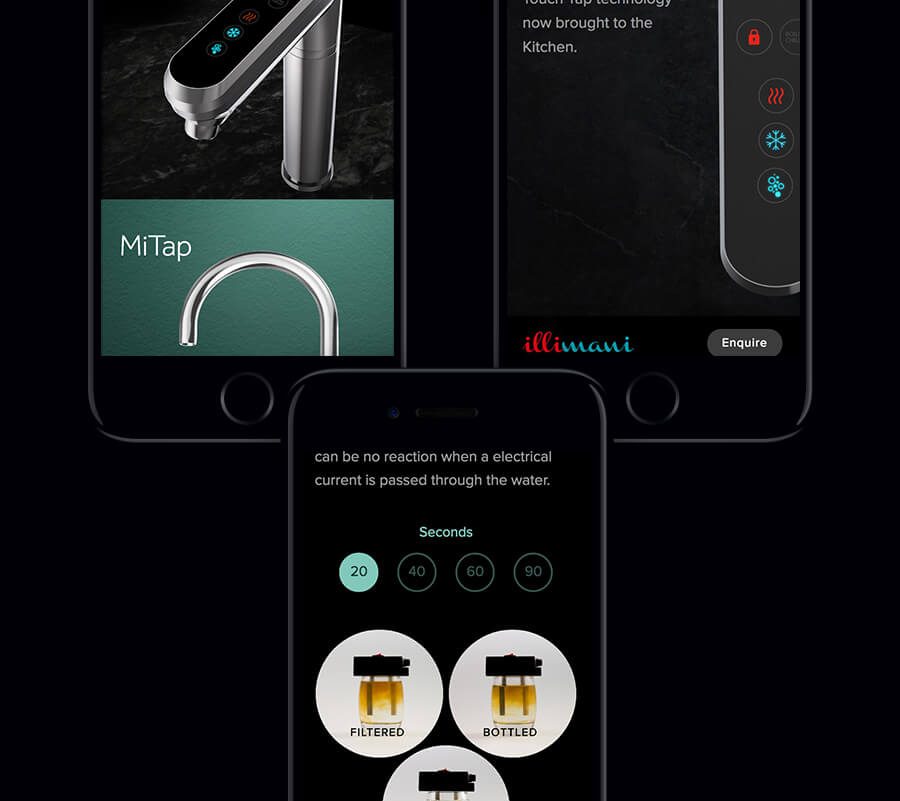 MiTap
Touch Tap technology
now brought to the
Kitchen.
illimani
Enquire
can be no reaction when a electrical
current is passed through the water.
Seconds
20 40 60 90
FILTERED BOTTLED